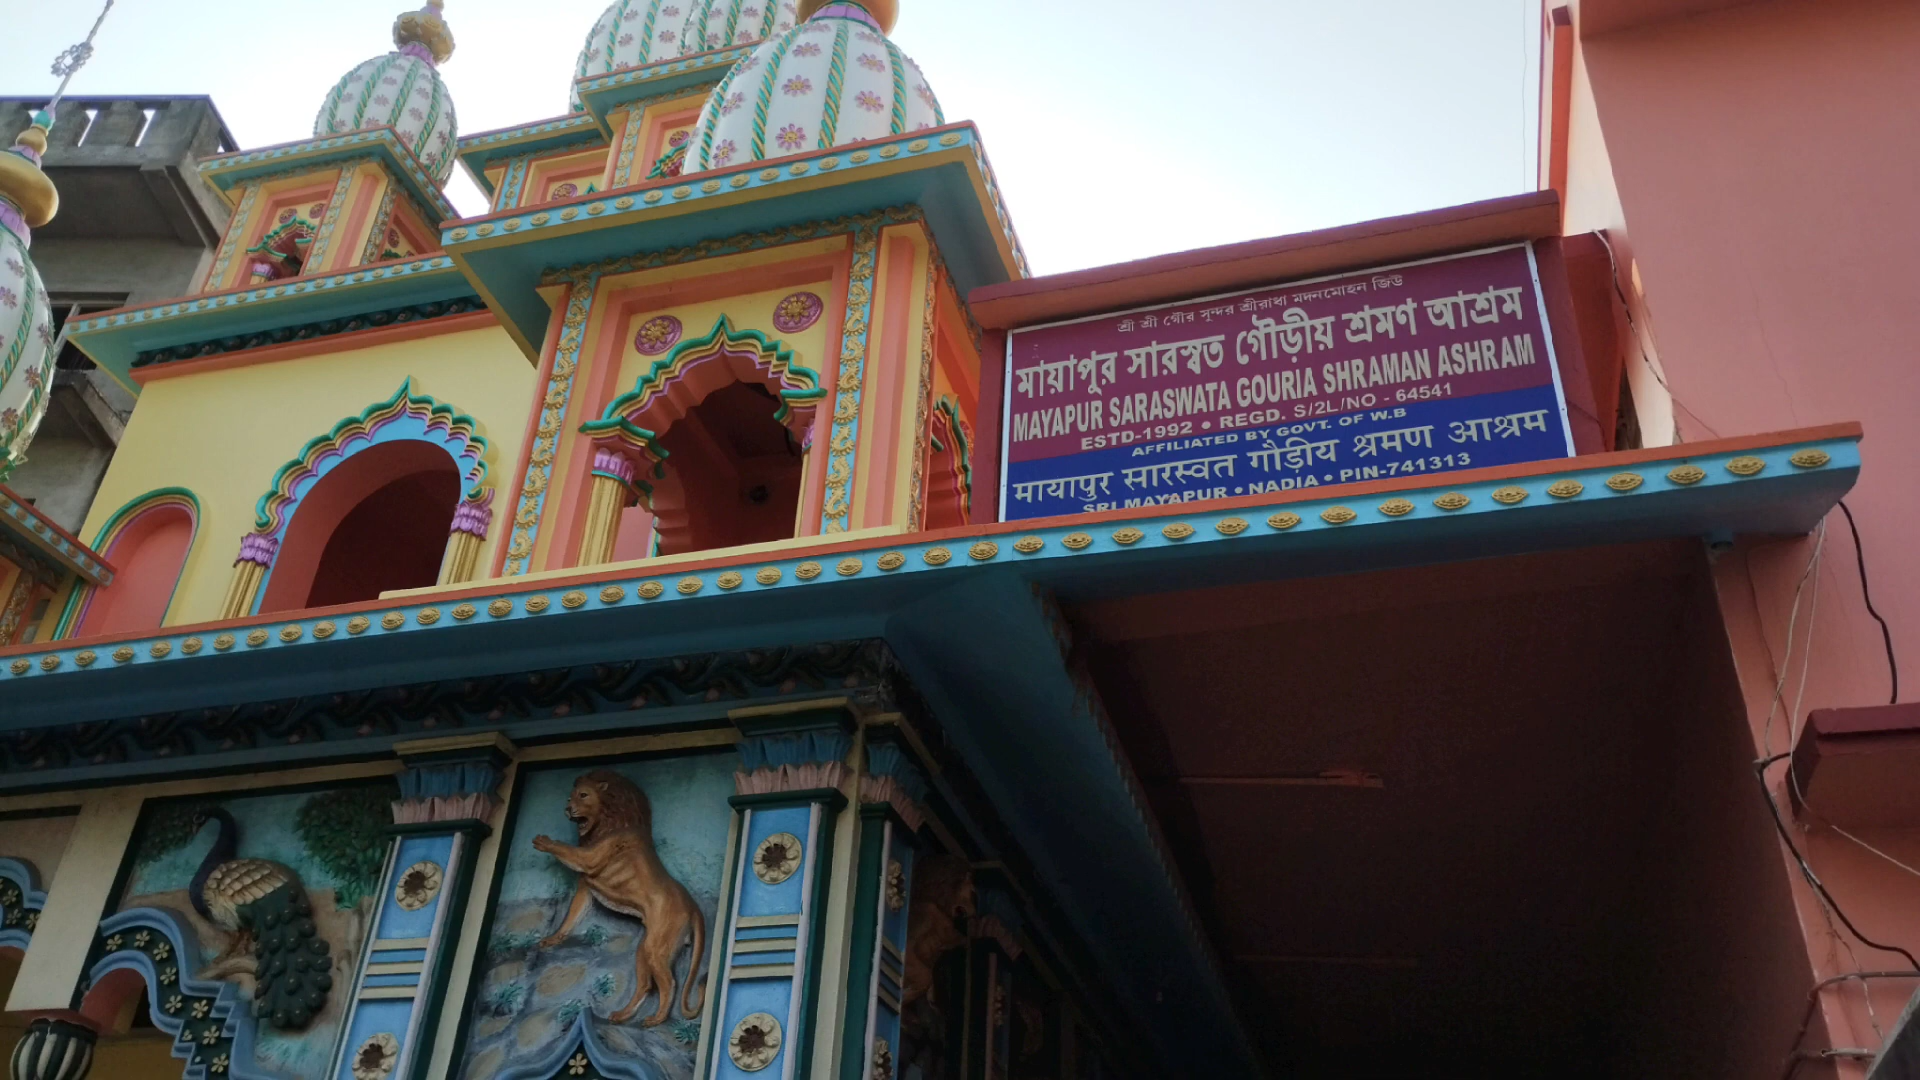 শ্রী শ্রী গৌর সুন্দর শ্রীরাধা মদনমোহন জিউ
মায়াপুর সারস্বত গৌড়ীয় শ্রমণ আশ্রম
MAYAPUR SARASWATA GOURIA SHRAMAN ASHRAM
ESTD-1992 • REGD. S/2L/NO - 64541
AFFILIATED BY GOVT. OF W.B
मायापुर सारस्वत गौड़ीय श्रमण आश्रम
SRI MAYAPUR • NADIA • PIN-741313